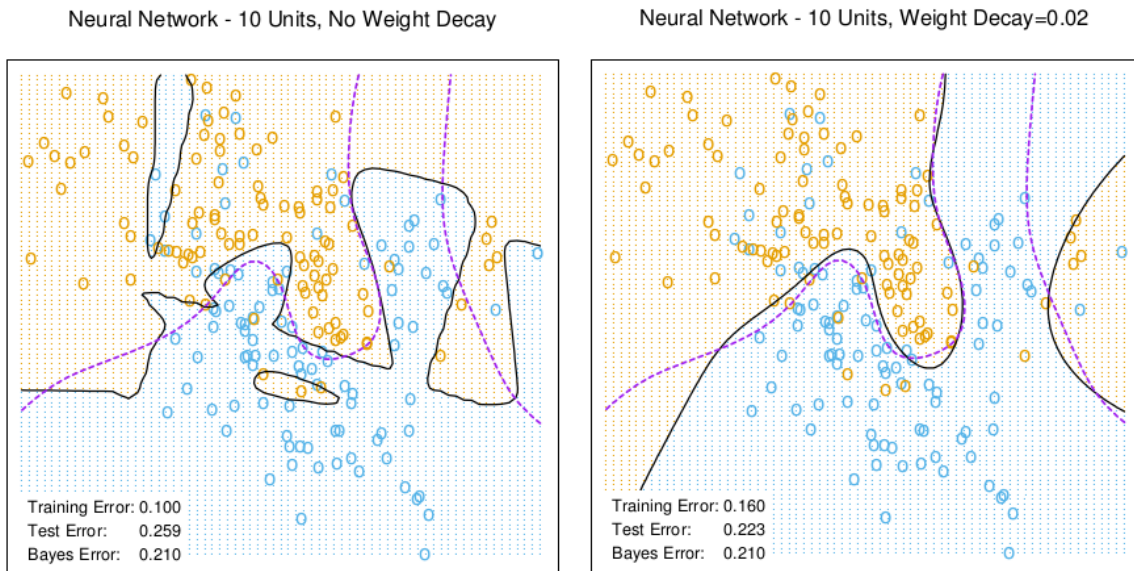 Neural Network - 10 Units, No Weight Decay
Training Error: 0.100
Test Error: 0.259
Bayes Error: 0.210
Neural Network - 10 Units, Weight Decay=0.02
Training Error: 0.160
Test Error: 0.223
Bayes Error: 0.210